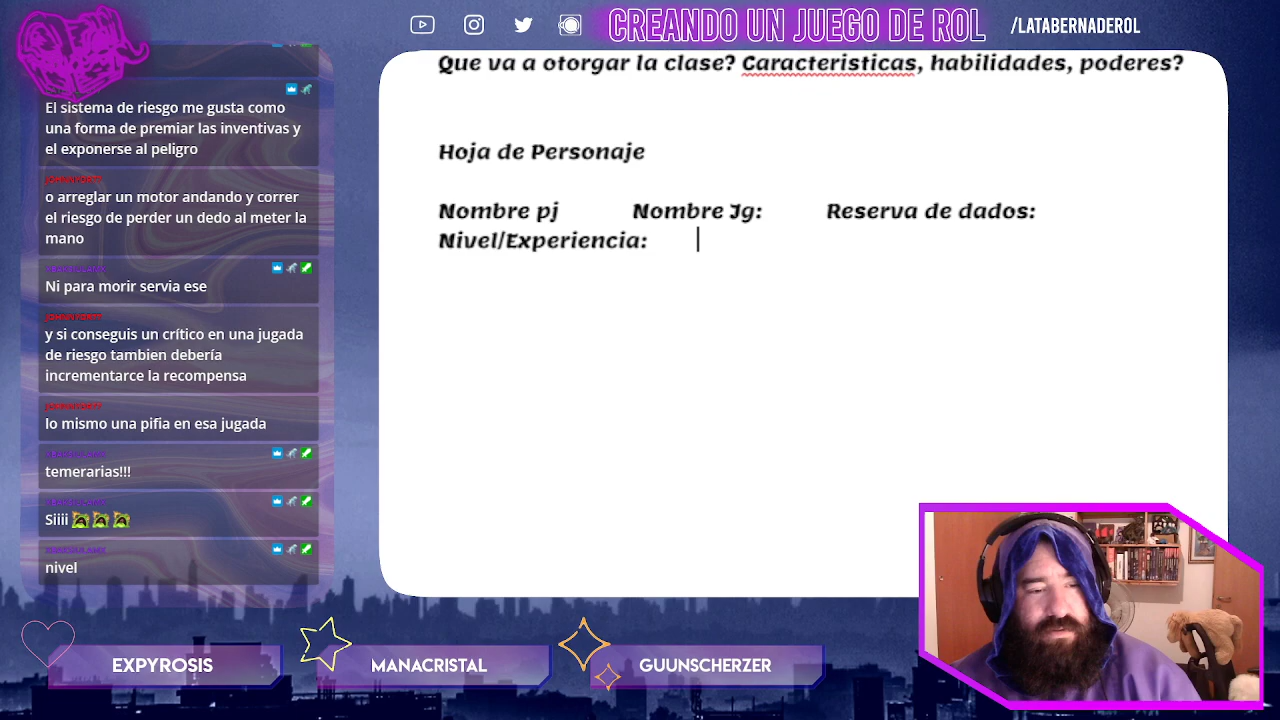 CREANDO UN JUEGO DE ROL
/LATABERNADEROL
El sistema de riesgo me gusta como
una forma de premiar las inventivas y
el exponerse al peligro
o arreglar un motor andando y correr
el riesgo de perder un dedo al meter la
mano
Ni para morir servia ese
y si conseguis un crítico en una jugada
de riesgo tambien debería
incrementarce la recompensa
lo mismo una pifia en esa jugada
temerarias!!!
Siiii
nivel
Que va a otorgar la clase? Caracteristicas, habilidades, poderes?
Hoja de Personaje
Nombre pj Nombre Jg: Reserva de dados:
Nivel/Experiencia:
EXPYROSIS
MANACRISTAL
GUUNSCHERZER